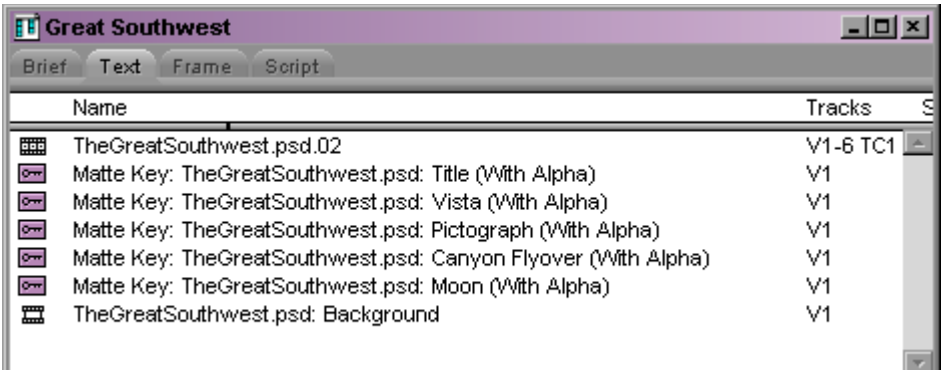 Great Southwest
Brief Text Frame Script
Name Tracks S
TheGreatSouthwest.psd.02 V1-6 TC1
Matte Key: TheGreatSouthwest.psd: Title (With Alpha) V1
Matte Key: TheGreatSouthwest.psd: Vista (With Alpha) V1
Matte Key: TheGreatSouthwest.psd: Pictograph (With Alpha) V1
Matte Key: TheGreatSouthwest.psd: Canyon Flyover (With Alpha) V1
Matte Key: TheGreatSouthwest.psd: Moon (With Alpha) V1
TheGreatSouthwest.psd: Background V1